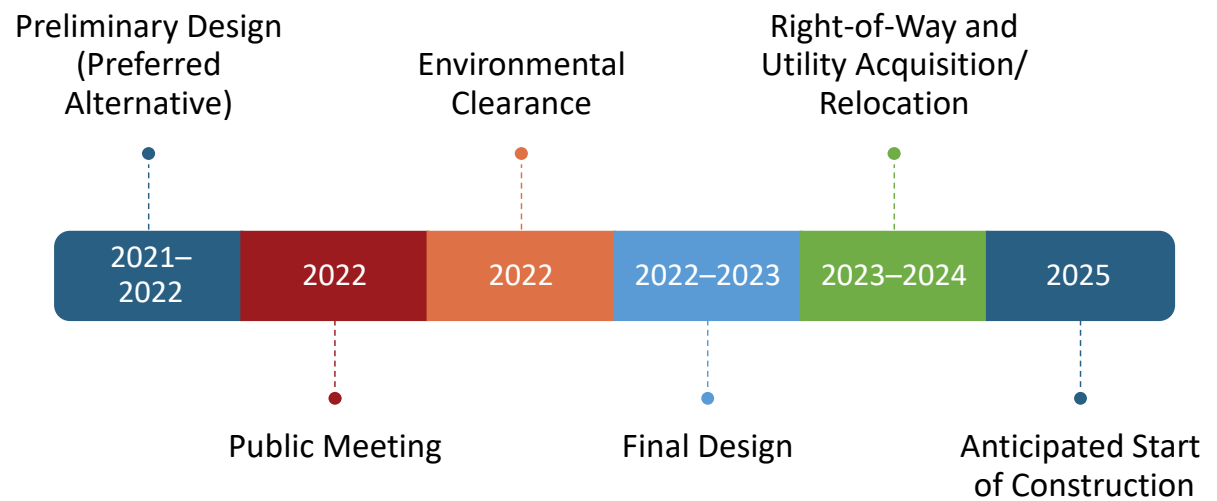 Preliminary Design
(Preferred
Alternative)
Environmental
Clearance
Right-of-Way and
Utility Acquisition/
Relocation
2021–
2022
2022
2022
2022–2023
2023–2024
2025
Public Meeting
Final Design
Anticipated Start
of Construction